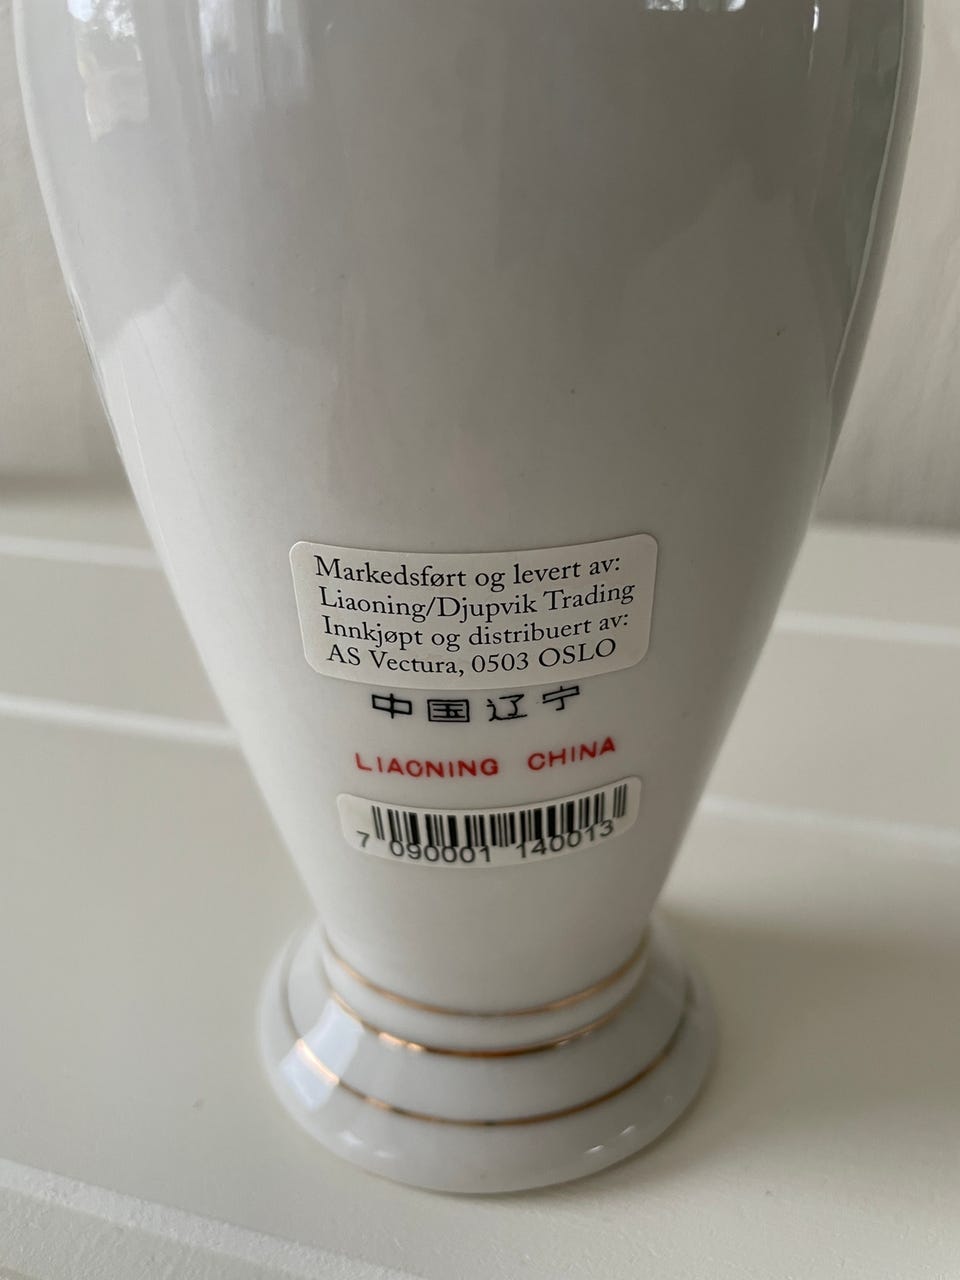 Markedsført og levert av:
Liaoning/Djupvik Trading
Innkjøpt og distribuert av:
AS Vectura, 0503 OSLO
中国辽宁
LIAONING CHINA
7 090001 140013